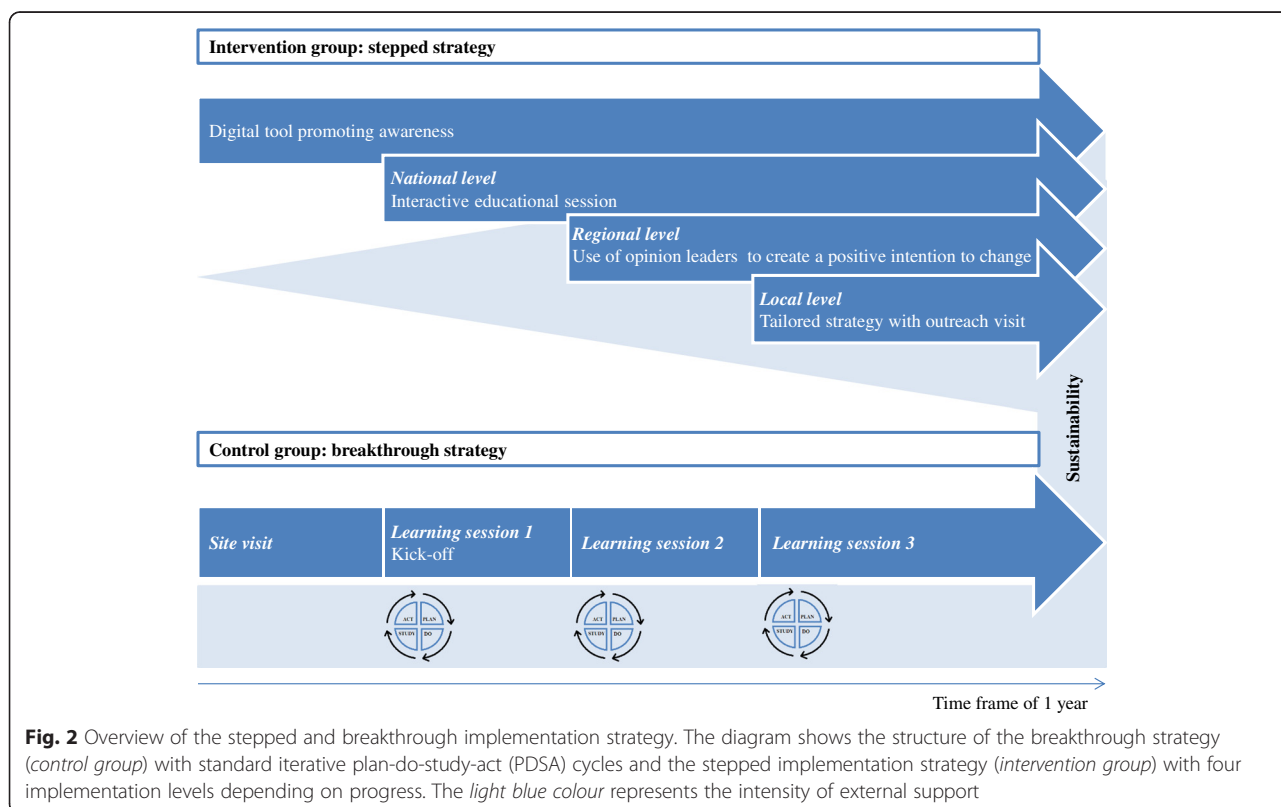 Intervention group: stepped strategy
Digital tool promoting awareness
National level
Interactive educational session
Regional level
Use of opinion leaders to create a positive intention to change
Local level
Tailored strategy with outreach visit
Sustainability
Control group: breakthrough strategy
Site visit
Learning session 1
Kick-off
Learning session 2
Learning session 3
ACT PLAN
STUDY DO
ACT PLAN
STUDY DO
ACT PLAN
STUDY DO
Time frame of 1 year
Fig. 2 Overview of the stepped and breakthrough implementation strategy. The diagram shows the structure of the breakthrough strategy
(control group) with standard iterative plan-do-study-act (PDSA) cycles and the stepped implementation strategy (intervention group) with four
implementation levels depending on progress. The light blue colour represents the intensity of external support